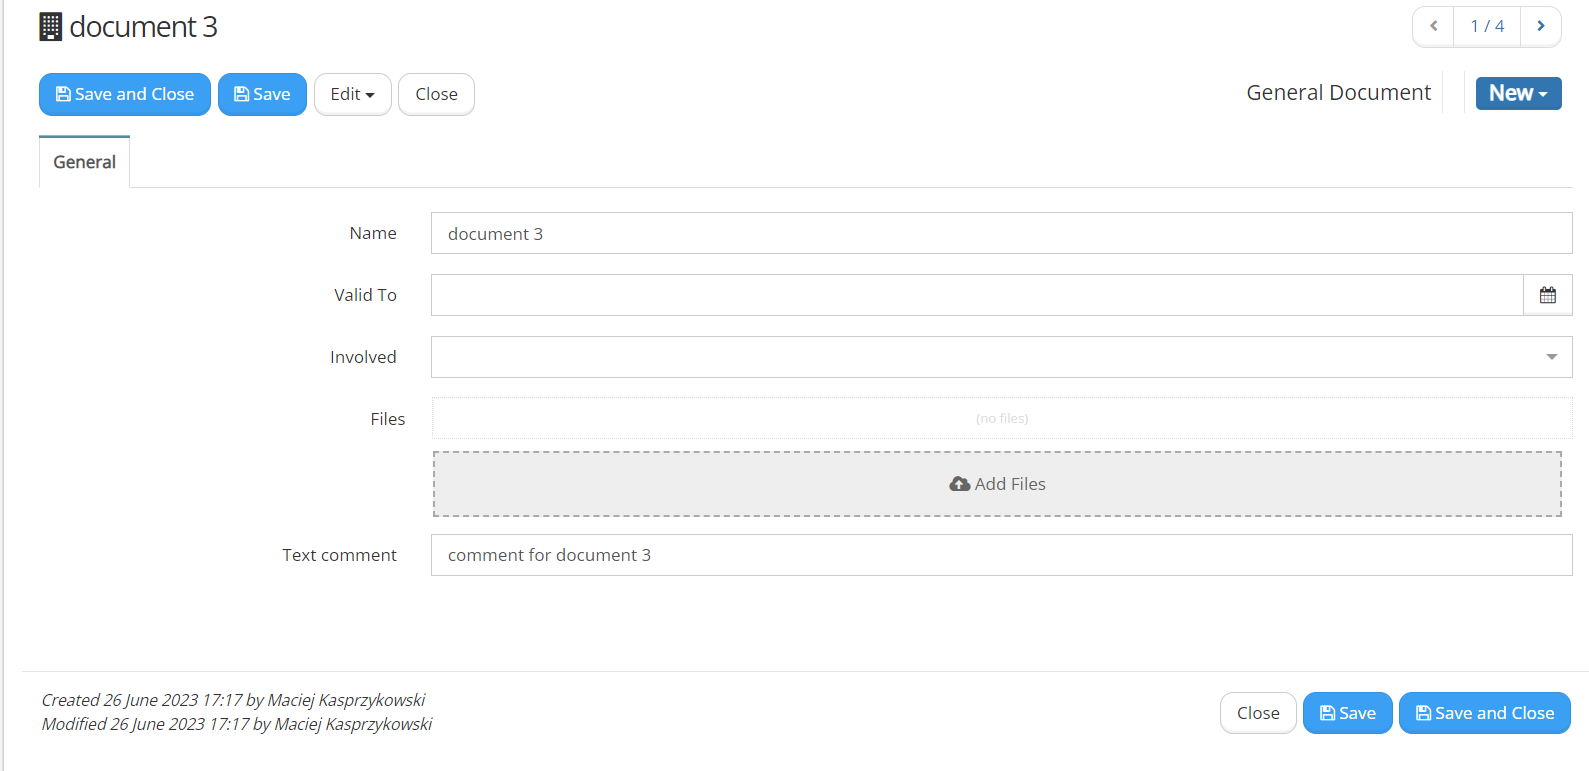 document 3
1 / 4
Save and Close Save Edit Close
General Document New
General
Name document 3
Valid To
Involved
Files (no files)
Add Files
Text comment comment for document 3
Created 26 June 2023 17:17 by Maciej Kasprzykowski
Modified 26 June 2023 17:17 by Maciej Kasprzykowski
Close Save Save and Close